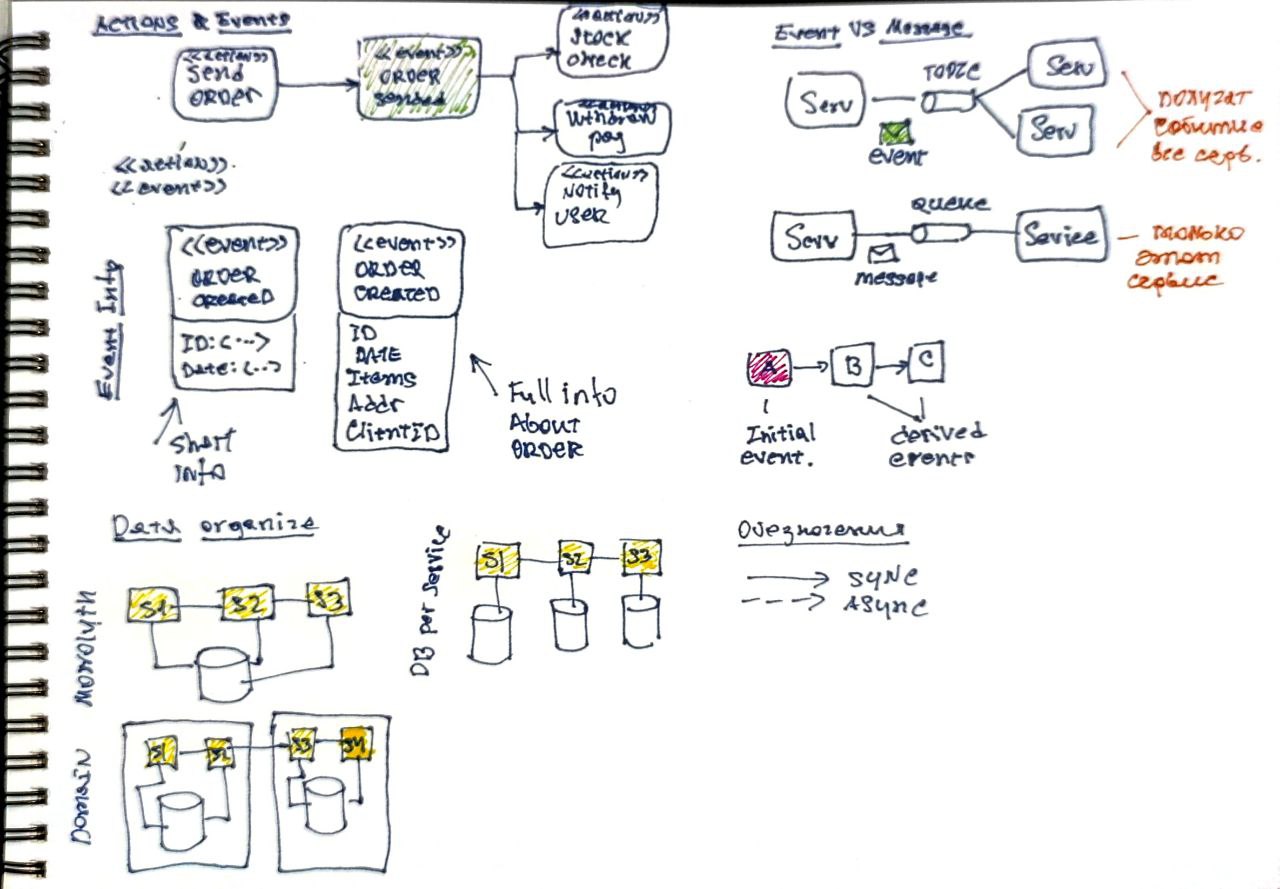 ACTIONS & Events
<<action>>
Send
ORDER
<<event>>
ORDER
sended
<<action>>
Stock
check
<<action>>
Withdraw
pay
<<action>>
Notify
USER
<<action>>.
<<event>>
Event Info
<<event>>
ORDER
CREATED
ID: <...>
Date: <...>
Short
Info
<<event>>
ORDER
CREATED
ID
DATE
Items
Addr
ClientID
Full info
About
ORDER
Event VS Message
Serv
TOPIC
event
Serv
Serv
получат
событие
все серв.
Serv
Queue
message
Service
только
этот
сервис
A
B
C
Initial
event.
derived
events
Data organize
Monolyth
S1
S2
S3
DB per service
S1
S2
S3
Domain
S1
S2
S3
S4
Обозначения
SYNC
ASYNC